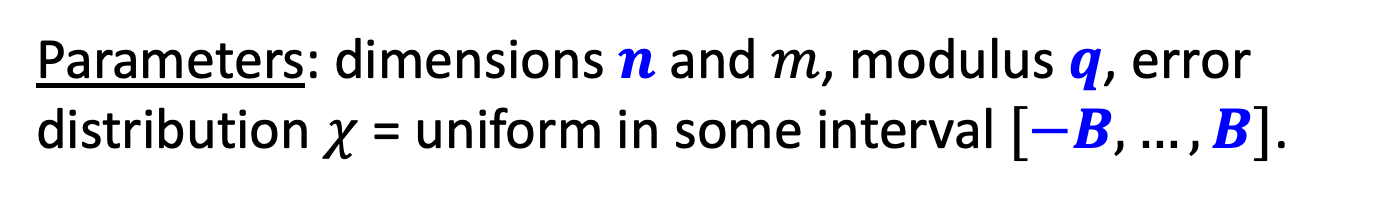 Parameters: dimensions n and m, modulus q, error
distribution χ = uniform in some interval [−B, … , B].